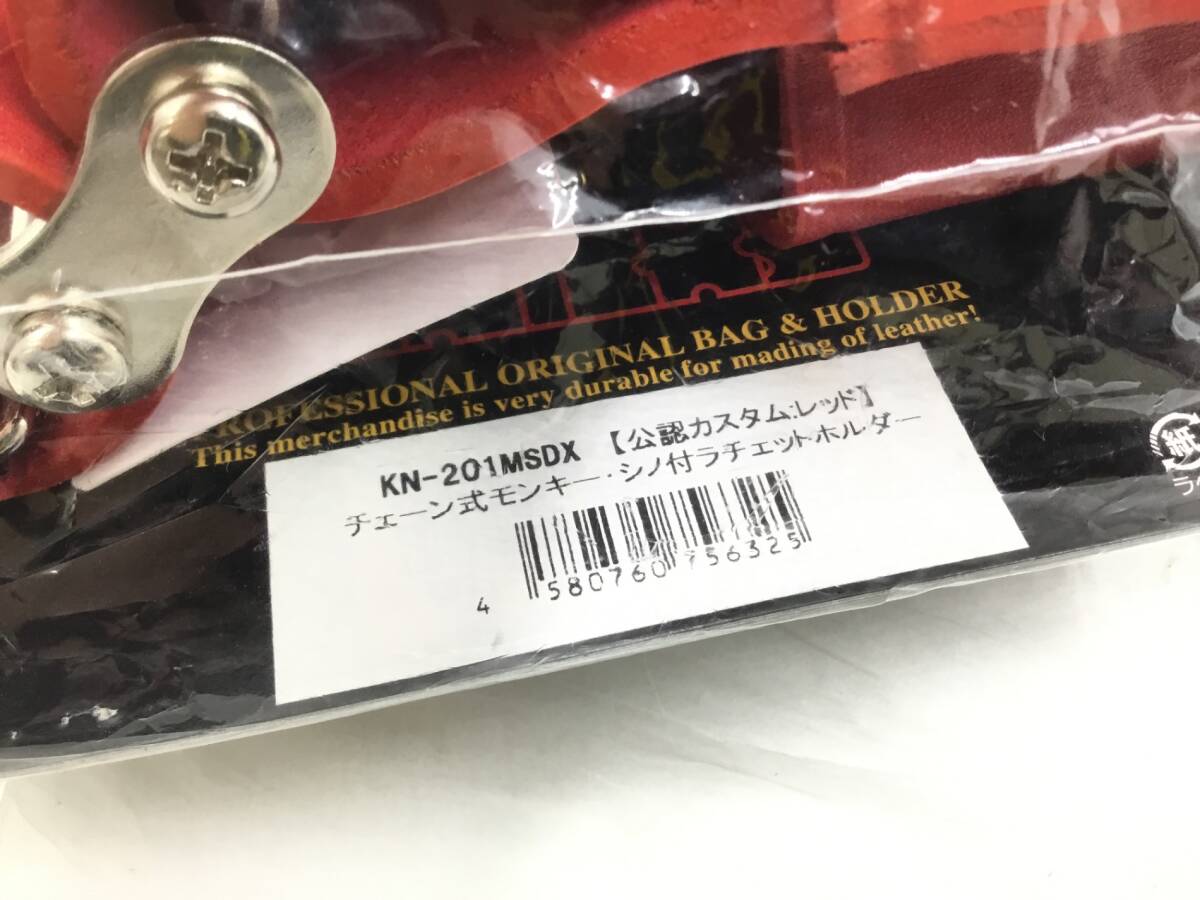 PROFESSIONAL ORIGINAL BAG & HOLDER
This merchandise is very durable for mading of leather!
KN-201MSDX 【公認カスタム:レッド】
チェーン式モンキー・シノ付ラチェットホルダー
4 580760 756325
紙